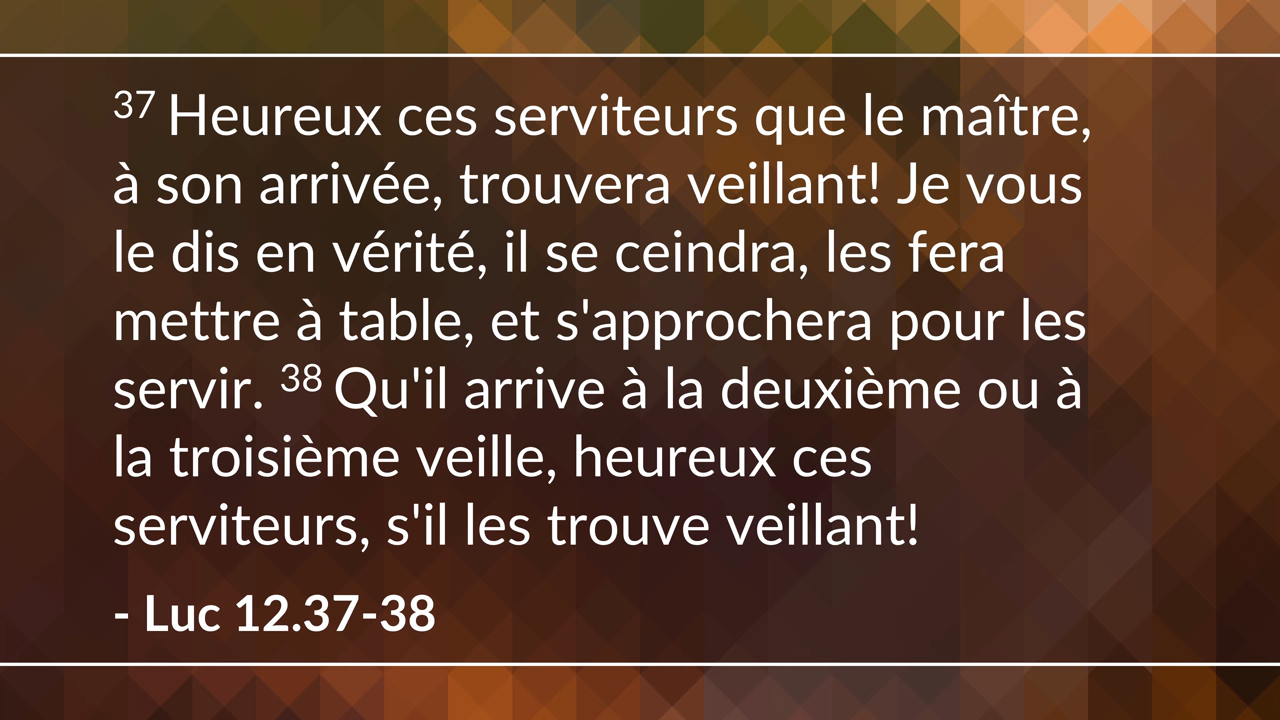 37 Heureux ces serviteurs que le maître,
à son arrivée, trouvera veillant! Je vous
le dis en vérité, il se ceindra, les fera
mettre à table, et s'approchera pour les
servir. 38 Qu'il arrive à la deuxième ou à
la troisième veille, heureux ces
serviteurs, s'il les trouve veillant!
- Luc 12.37-38